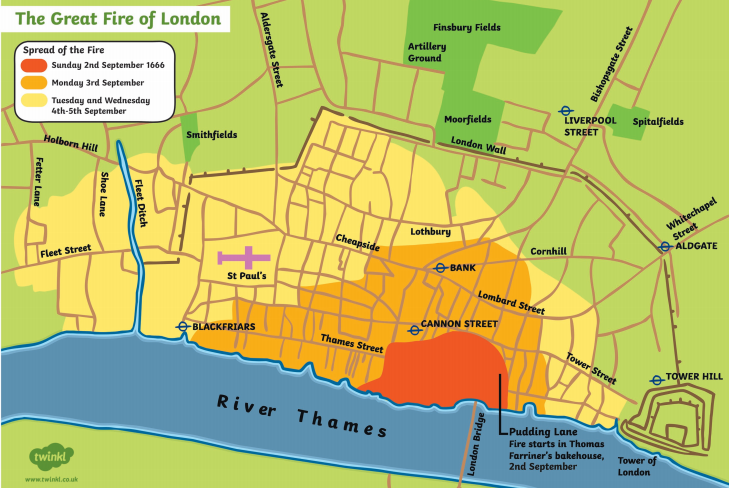 The Great Fire of London
Spread of the Fire
Sunday 2nd September 1666
Monday 3rd September
Tuesday and Wednesday
4th-5th September
Aldersgate Street
Finsbury Fields
Artillery
Ground
Bishopsgate Street
Moorfields
LIVERPOOL
STREET
Spitalfields
Smithfields
London Wall
Holborn Hill
Fetter Lane
Shoe Lane
Fleet Ditch
Whitechapel
Street
ALDGATE
Lothbury
Cheapside
Cornhill
Fleet Street
St Paul's
BANK
Lombard Street
BLACKFRIARS
CANNON STREET
Thames Street
Tower Street
TOWER HILL
River Thames
London Bridge
Pudding Lane
Fire starts in Thomas
Farriner's bakehouse,
2nd September
Tower of
London
twinkl
www.twinkl.co.uk